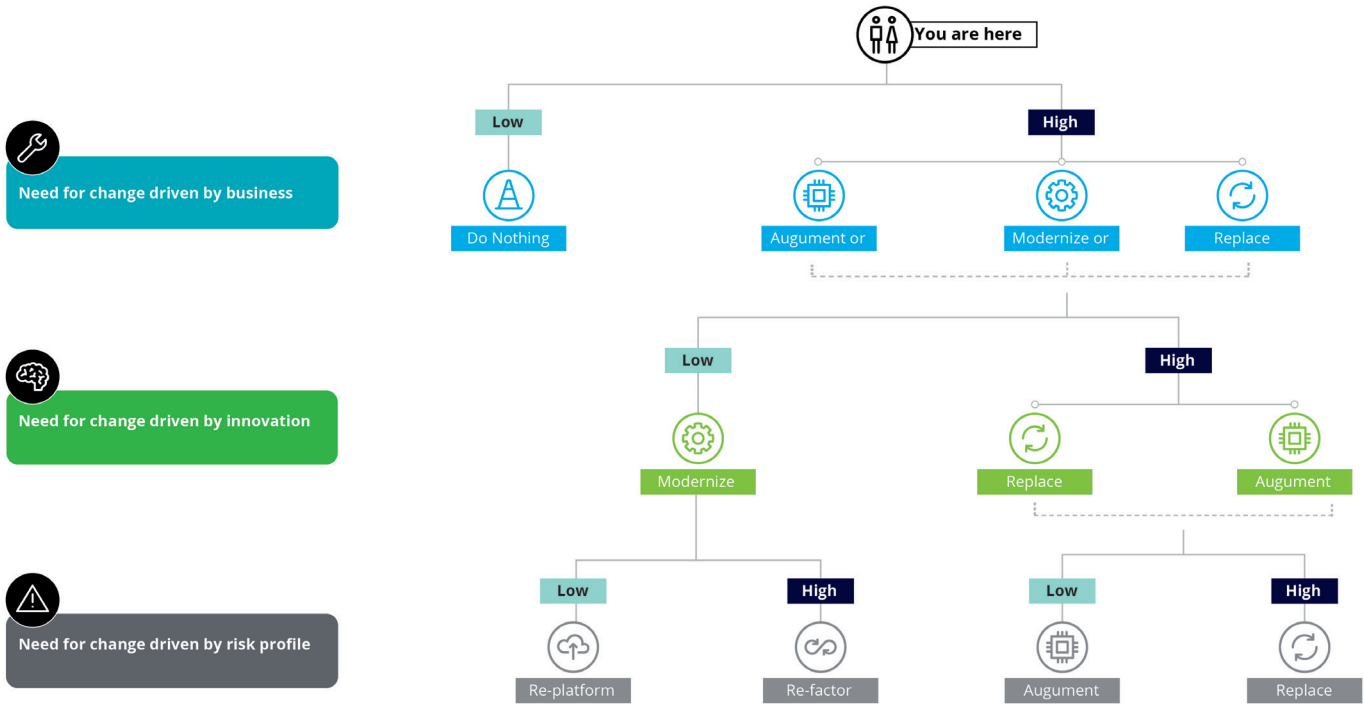 You are here
Low
High
Need for change driven by business
Do Nothing
Augument or
Modernize or
Replace
Low
High
Need for change driven by innovation
Modernize
Replace
Augument
Low
High
Low
High
Need for change driven by risk profile
Re-platform
Re-factor
Augument
Replace